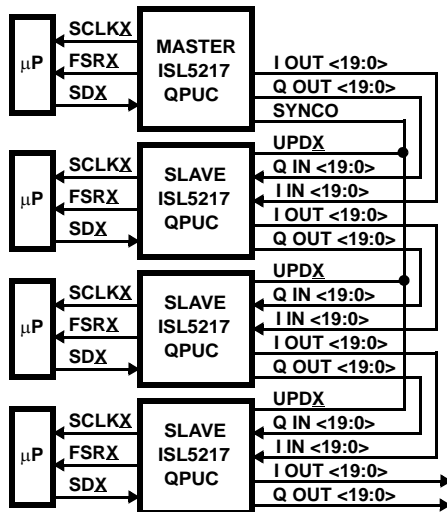 SCLKX
FSRX
SDX
μP
MASTER
ISL5217
QPUC
I OUT <19:0>
Q OUT <19:0>
SYNCO
UPDX
SCLKX
FSRX
SDX
μP
SLAVE
ISL5217
QPUC
Q IN <19:0>
I IN <19:0>
I OUT <19:0>
Q OUT <19:0>
UPDX
SCLKX
FSRX
SDX
μP
SLAVE
ISL5217
QPUC
Q IN <19:0>
I IN <19:0>
I OUT <19:0>
Q OUT <19:0>
UPDX
SCLKX
FSRX
SDX
μP
SLAVE
ISL5217
QPUC
Q IN <19:0>
I IN <19:0>
I OUT <19:0>
Q OUT <19:0>